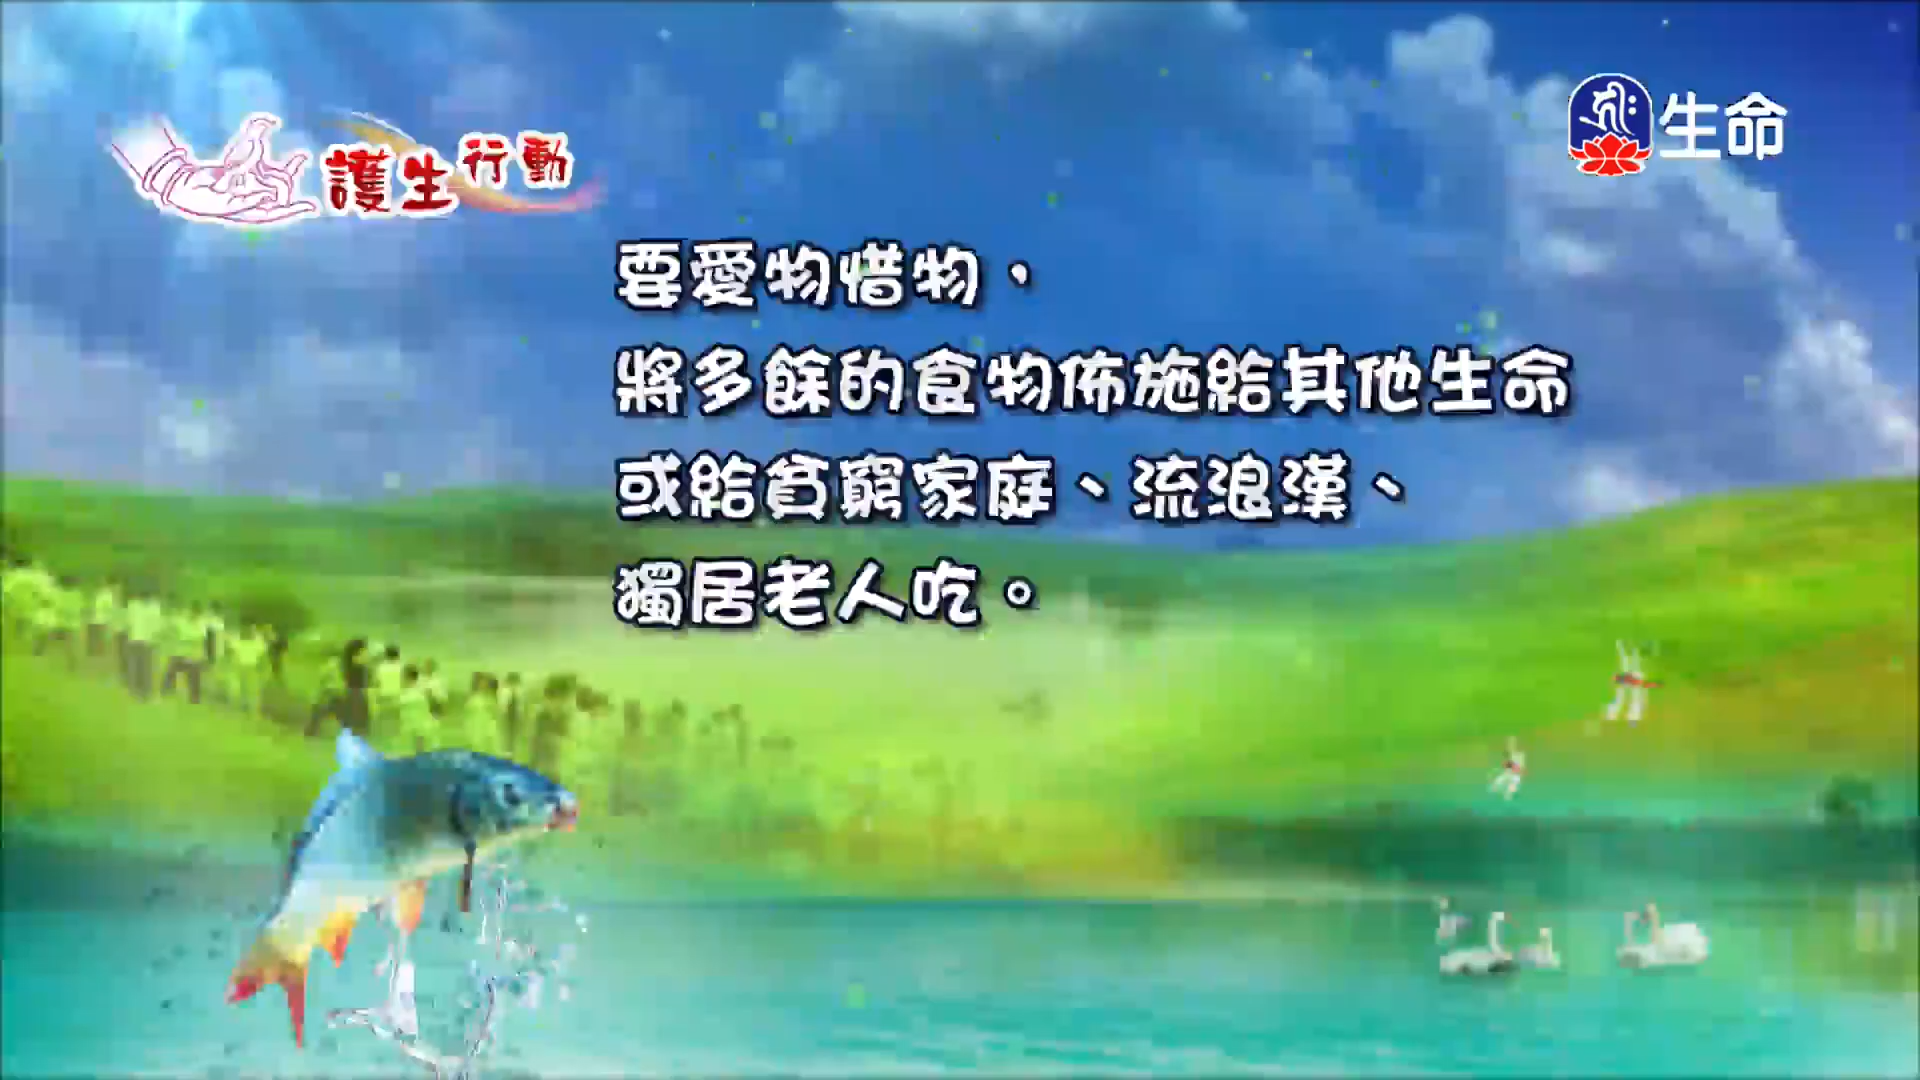 護生行動
生命
要愛物惜物，
將多餘的食物佈施給其他生命
或給貧窮家庭、流浪漢、
獨居老人吃。